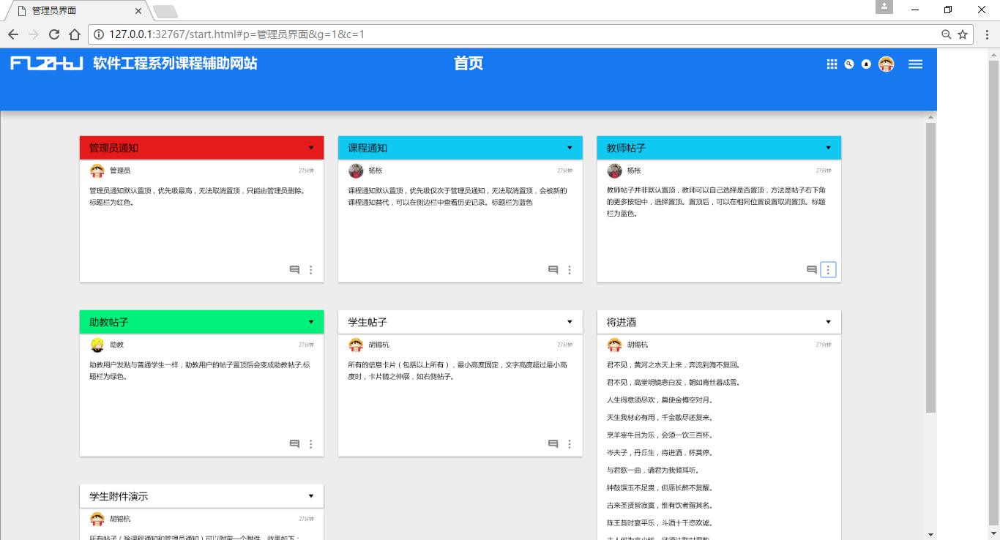 管理员界面
127.0.0.1:32767/start.html#p=管理员界面&g=1&c=1
软件工程系列课程辅助网站
首页
管理员通知
管理员
27分钟
管理员通知默认置顶，优先级最高，无法取消置顶，只能由管理员删除。
标题栏为红色。
课程通知
杨枨
27分钟
课程通知默认置顶，优先级仅次于管理员通知，无法取消置顶，会被新的
课程通知替代，可以在侧边栏中查看历史记录。标题栏为蓝色
教师帖子
杨枨
27分钟
教师帖子并非默认置顶，教师可以自己选择是否置顶，方法是帖子右下角
的更多按钮中，选择置顶。置顶后，可以在相同位置设置取消置顶。标题
栏为蓝色。
助教帖子
助教
27分钟
助教用户发贴与普通学生一样，助教用户的帖子置顶后会变成助教帖子,标
题栏为绿色。
学生帖子
胡锡杭
27分钟
所有的信息卡片（包括以上所有），最小高度固定，文字高度超过最小高
度时，卡片随之伸展，如右侧帖子。
将进酒
胡锡杭
27分钟
君不见，黄河之水天上来，奔流到海不复回。
君不见，高堂明镜悲白发，朝如青丝暮成雪。
人生得意须尽欢，莫使金樽空对月。
天生我材必有用，千金散尽还复来。
烹羊宰牛且为乐，会须一饮三百杯。
岑夫子，丹丘生，将进酒，杯莫停。
与君歌一曲，请君为我倾耳听。
钟鼓馔玉不足贵，但愿长醉不复醒。
古来圣贤皆寂寞，惟有饮者留其名。
陈王昔时宴平乐，斗酒十千恣欢谑。
主人何为言少钱，径须沽取对君酌。
学生附件演示
胡锡杭
27分钟
所有帖子（除课程通知和管理员通知）可以附带一个附件，效果如下：